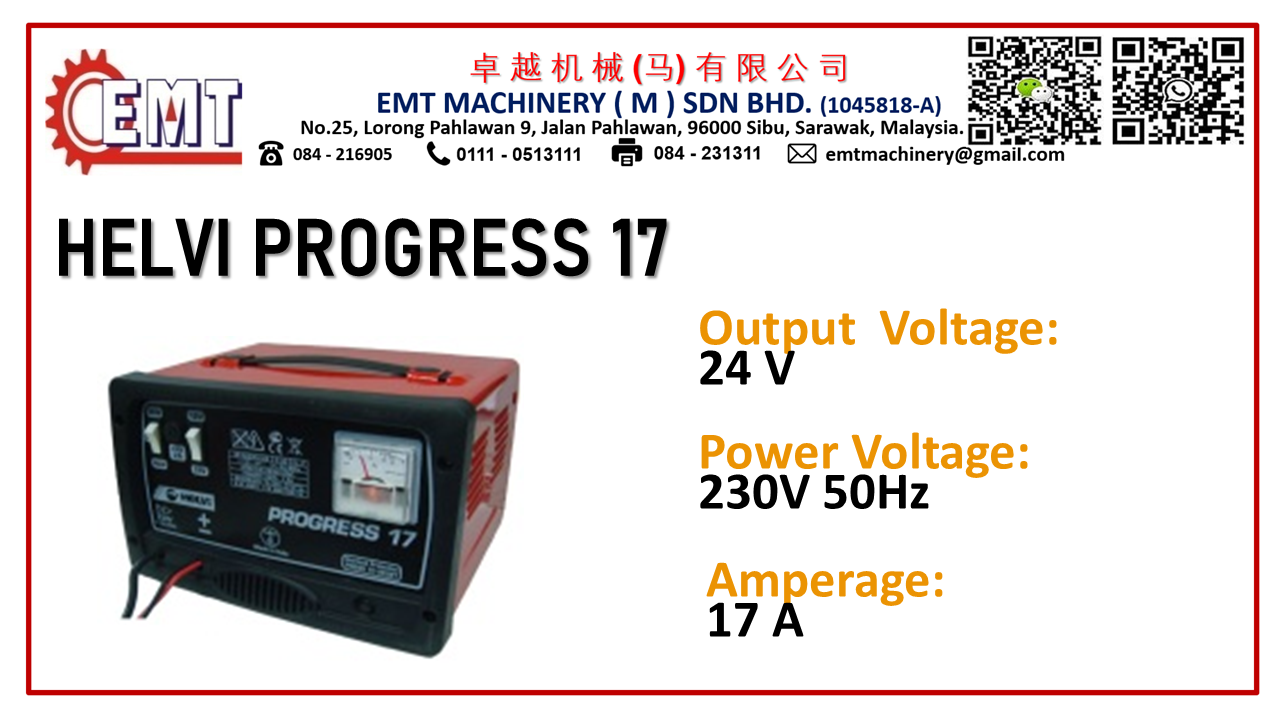 EMT
卓越机械(马)有限公司
EMT MACHINERY ( M ) SDN BHD. (1045818-A)
No.25, Lorong Pahlawan 9, Jalan Pahlawan, 96000 Sibu, Sarawak, Malaysia.
084 - 216905 0111 - 0513111 084 - 231311 emtmachinery@gmail.com
HELVI PROGRESS 17
Output Voltage:
24 V
Power Voltage:
230V 50Hz
Amperage:
17 A
HELVI
PROGRESS 17